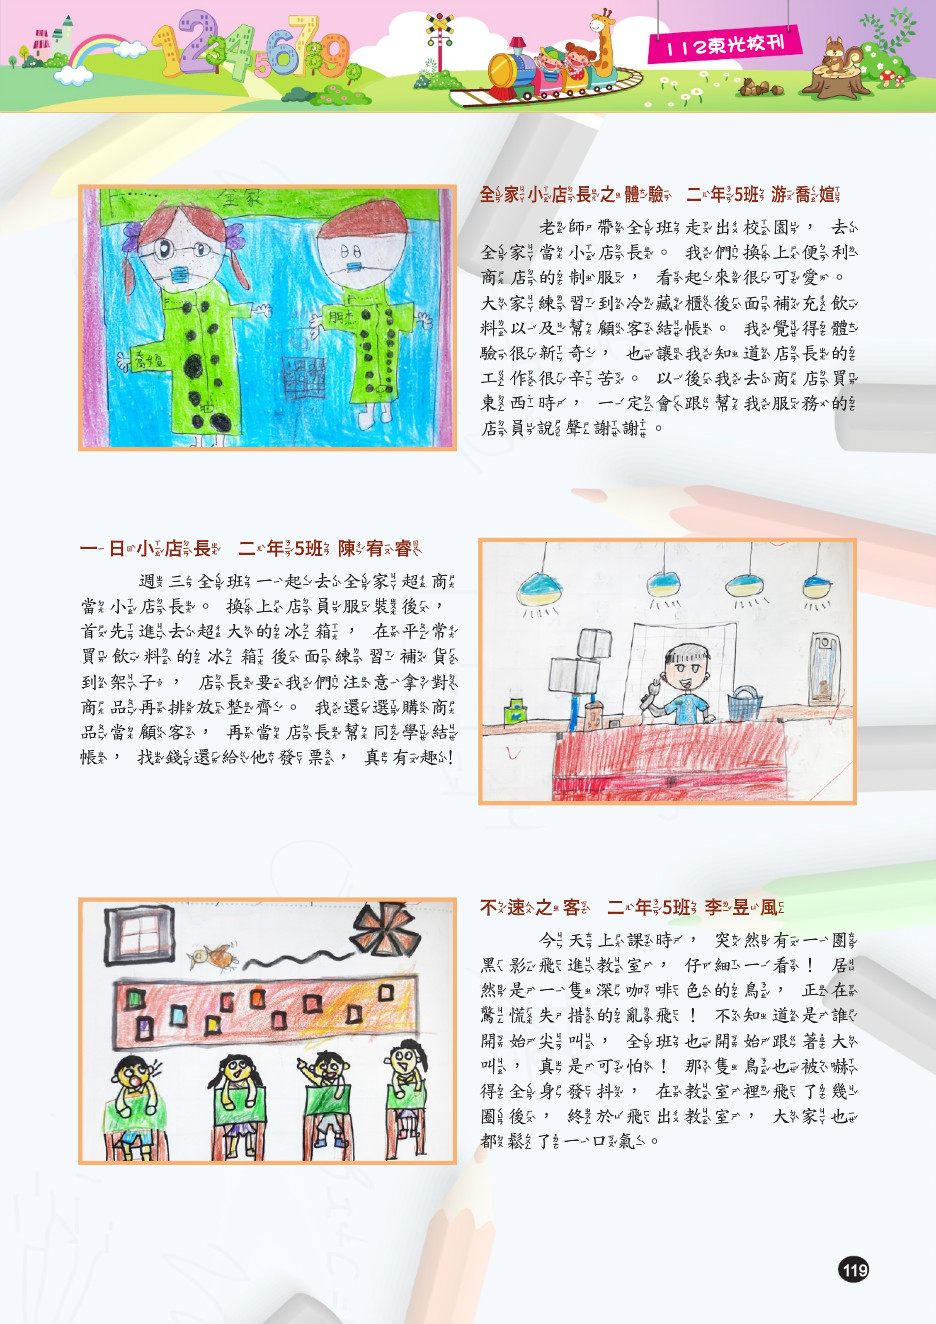 112東光校刊
全家小店長之體驗 二年5班 游喬媗
老師帶全班走出校園，去
全家當小店長。我們換上便利
商店的制服，看起來很可愛。
大家練習到冷藏櫃後面補充飲
料以及幫顧客結帳。我覺得體
驗很新奇，也讓我知道店長的
工作很辛苦。以後我去商店買
東西時，一定會跟幫我服務的
店員說聲謝謝。
全家
朋杰
喬媗
一日小店長 二年5班 陳宥睿
週三全班一起去全家超商
當小店長。換上店員服裝後，
首先進去超大的冰箱，在平常
買飲料的冰箱後面練習補貨
到架子，店長要我們注意拿對
商品再排放整齊。我還選購商
品當顧客，再當店長幫同學結
帳，找錢還給他發票，真有趣!
不速之客 二年5班 李昱風
今天上課時，突然有一團
黑影飛進教室，仔細一看！居
然是一隻深咖啡色的鳥，正在
驚慌失措的亂飛！不知道是誰
開始尖叫，全班也開始跟著大
叫，真是可怕！那隻鳥也被嚇
得全身發抖，在教室裡飛了幾
圈後，終於飛出教室，大家也
都鬆了一口氣。
119